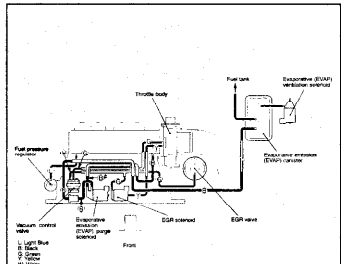 Fuel tank
Evaporative (EVAP)
ventilation solenoid
Throttle body
Fuel pressure
regulator
Evaporative emission
(EVAP) canister
Vacuum control
valve
Evaporative
emission
(EVAP) purge
solenoid
EGR solenoid
EGR valve
Front
L: Light Blue
B: Black
G: Green
Y: Yellow